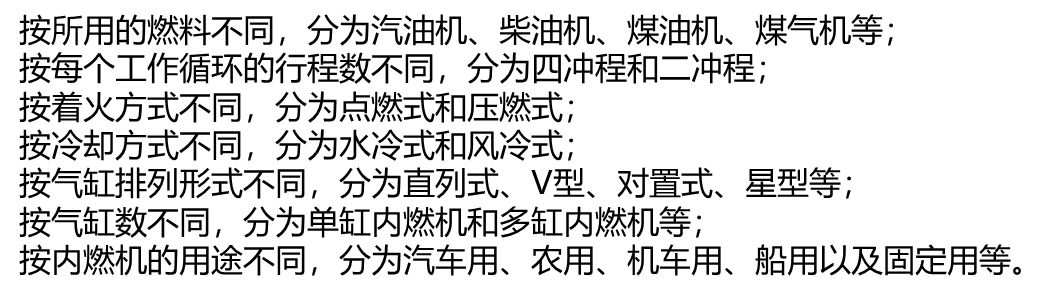 按所用的燃料不同，分为汽油机、柴油机、煤油机、煤气机等；
按每个工作循环的行程数不同，分为四冲程和二冲程；
按着火方式不同，分为点燃式和压燃式；
按冷却方式不同，分为水冷式和风冷式；
按气缸排列形式不同，分为直列式、V型、对置式、星型等；
按气缸数不同，分为单缸内燃机和多缸内燃机等；
按内燃机的用途不同，分为汽车用、农用、机车用、船用以及固定用等。